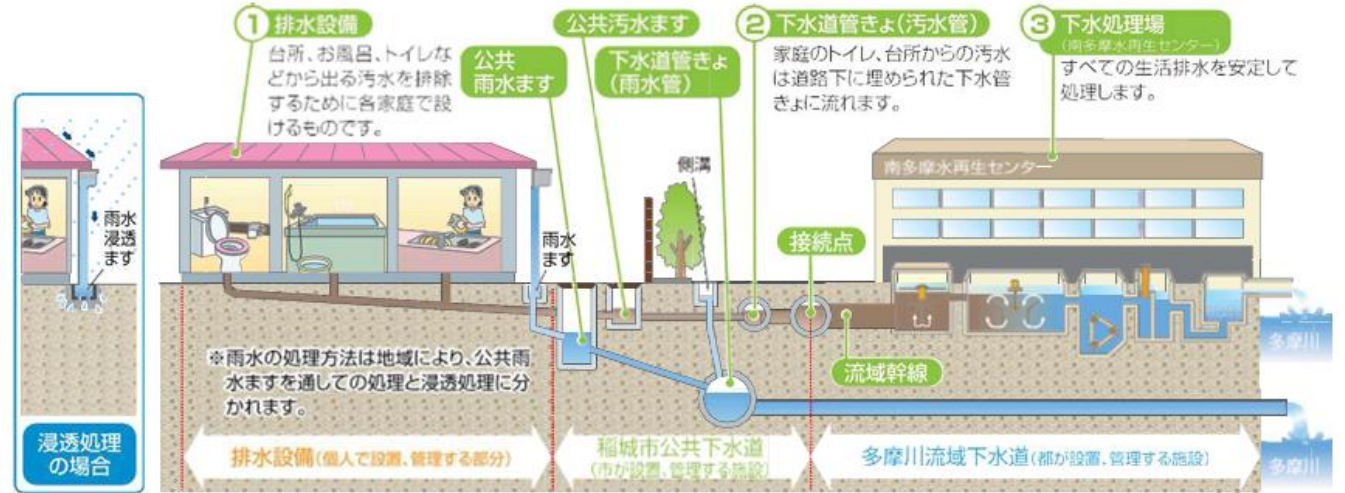 ① 排水設備
台所、お風呂、トイレな
どから出る汚水を排除
するために各家庭で設
けるものです。
公共
雨水ます
公共汚水ます
下水道管きょ
(雨水管)
② 下水道管きょ(汚水管)
家庭のトイレ、台所からの汚水
は道路下に埋められた下水管
きょに流れます。
③ 下水処理場
(南多摩水再生センター)
すべての生活排水を安定して
処理します。
雨水
浸透
ます
浸透処理
の場合
雨水
ます
側溝
接続点
南多摩水再生センター
流域幹線
多摩川
※雨水の処理方法は地域により、公共雨
水ますを通しての処理と浸透処理に分
かれます。
排水設備(個人で設置、管理する部分)
稲城市公共下水道
(市が設置、管理する施設)
多摩川流域下水道(都が設置、管理する施設)
多摩川